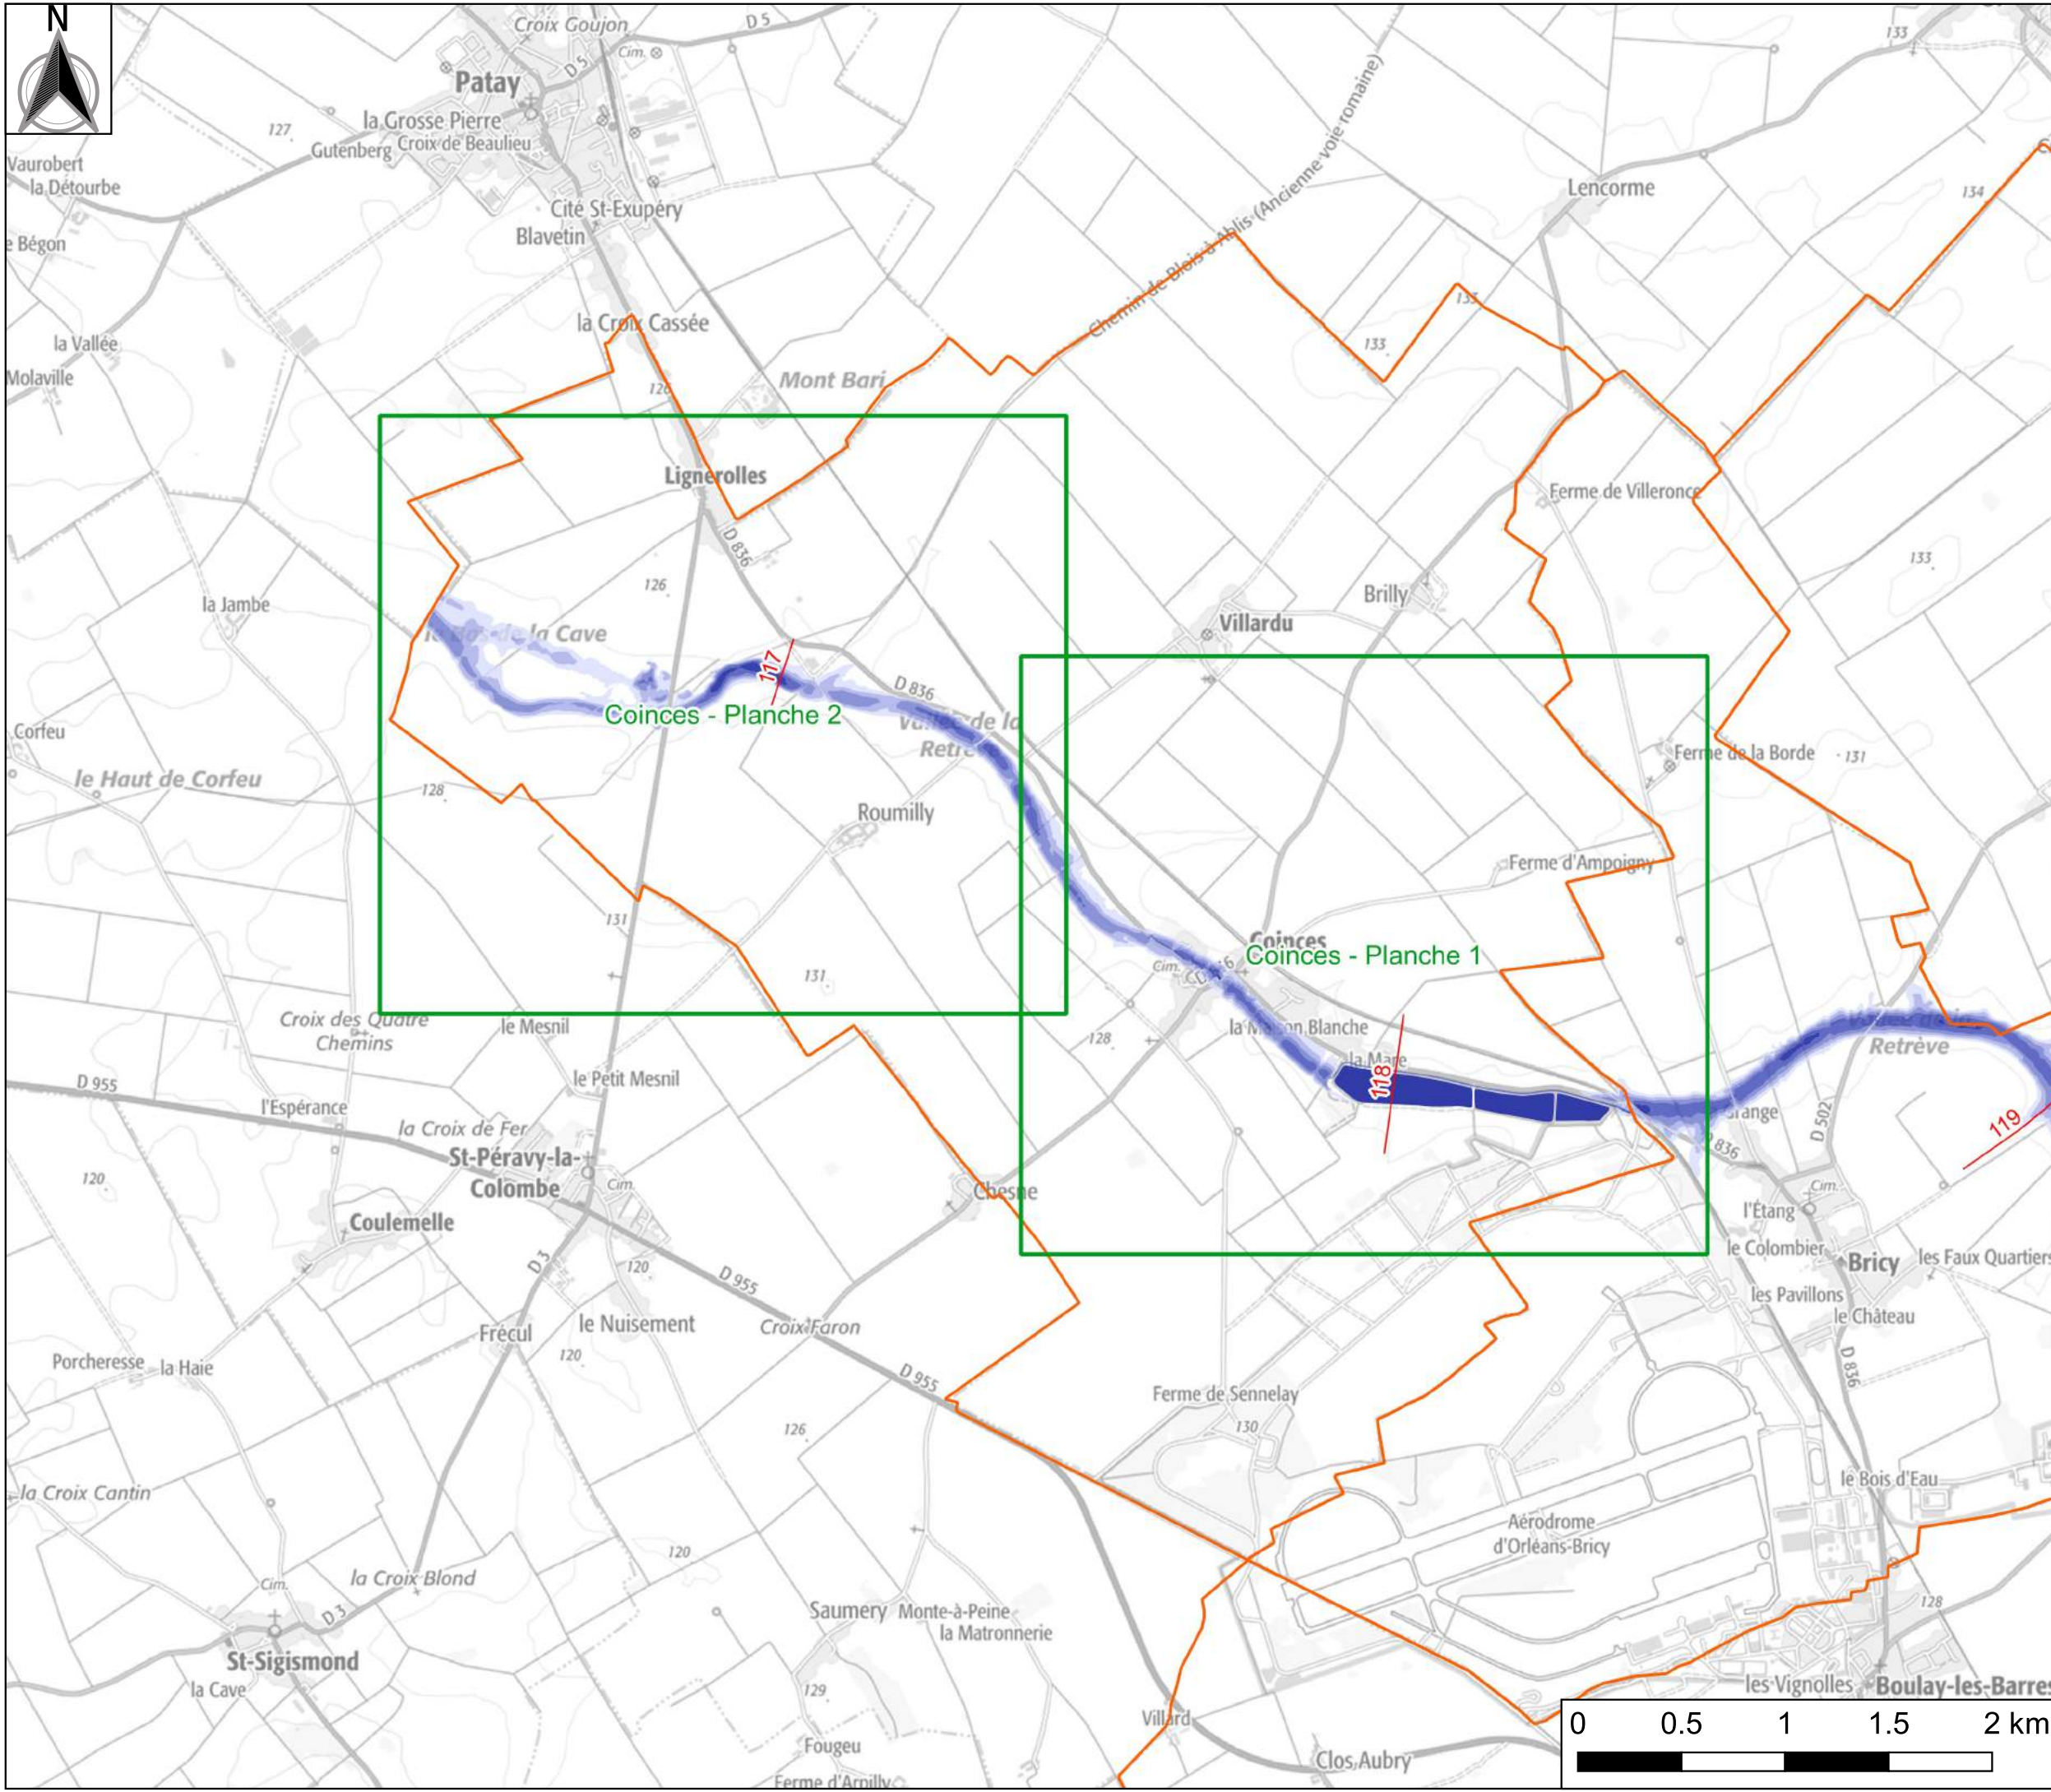 N
Croix Goujon
D 5
Cim.
133
Patay
D 5
la Grosse Pierre
127
Gutenberg
Croix de Beaulieu
Vaurobert
la Détourbe
Lencorme
134
Cité St-Exupéry
Blavetin
e Bégon
Chemin de Blois à Ablis (Ancienne voie romaine)
133
la Croix Cassée
la Vallée
133
Molaville
126
Mont Bari
Lignerolles
Ferme de Villeronce
D 836
126
133
Brilly
la Jambe
Villardu
la Cave
117
D 836
Coinces - Planche 2
Vallée de la
Retrève
Corfeu
Ferme de la Borde
131
le Haut de Corfeu
128
Roumilly
Ferme d'Ampoigny
131
Coinces
Coinces - Planche 1
131
Cim.
Croix des Quatre
Chemins
le Mesnil
la Maison Blanche
128
Retrève
la Mare
118
D 955
le Petit Mesnil
l'Espérance
Grange
119
D 502
la Croix de Fer
D 836
St-Péravy-la-
Colombe
120
Cim.
Chesne
Cim.
l'Étang
Coulemelle
le Colombier
Bricy
les Faux Quartiers
D 3
120
D 955
les Pavillons
le Château
Frécul
le Nuisement
Croix Faron
120
Porcheresse
la Haie
D 955
D 836
Ferme de Sennelay
126
130
la Croix Cantin
le Bois d'Eau
Aérodrome
d'Orléans-Bricy
120
la Croix Blond
Cim.
D 3
Saumery
Monte-à-Peine
la Matronnerie
128
St-Sigismond
la Cave
129
les Vignolles
Boulay-les-Barres
Villard
Fougeu
Clos Aubry
Ferme d'Arpilly
0 0.5 1 1.5 2 km